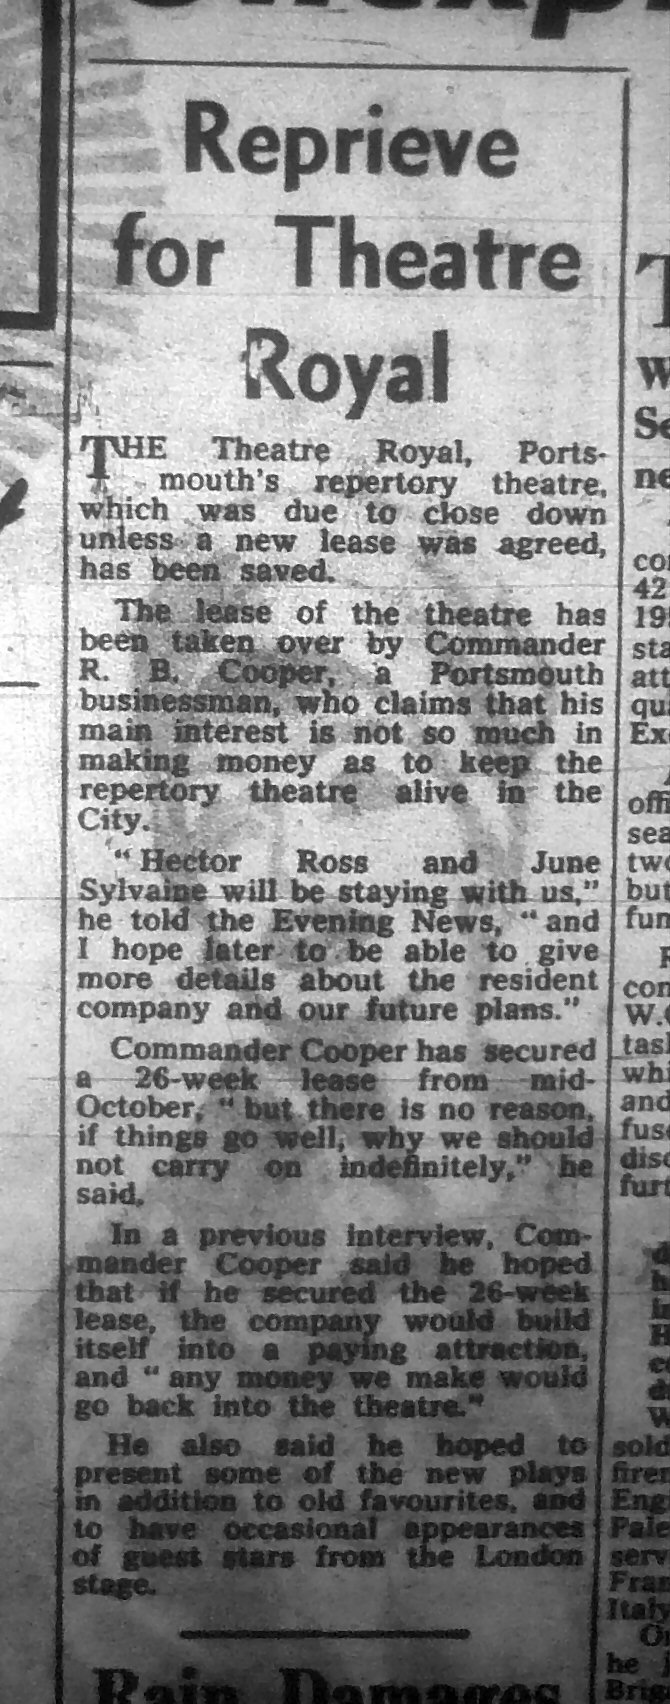 Reprieve
for Theatre
Royal
THE Theatre Royal, Ports-
mouth's repertory theatre,
which was due to close down
unless a new lease was agreed,
has been saved.
The lease of the theatre has
been taken over by Commander
R. B. Cooper, a Portsmouth
businessman, who claims that his
main interest is not so much in
making money as to keep the
repertory theatre alive in the
City.
"Hector Ross and June
Sylvaine will be staying with us,"
he told the Evening News, "and
I hope later to be able to give
more details about the resident
company and our future plans."
Commander Cooper has secured
a 26-week lease from mid-
October, "but there is no reason,
if things go well, why we should
not carry on indefinitely," he
said.
In a previous interview, Com-
mander Cooper said he hoped
that if he secured the 26-week
lease, the company would build
itself into a paying attraction,
and "any money we make would
go back into the theatre."
He also said he hoped to
present some of the new plays
in addition to old favourites, and
to have occasional appearances
of guest stars from the London
stage.
Rain Damages